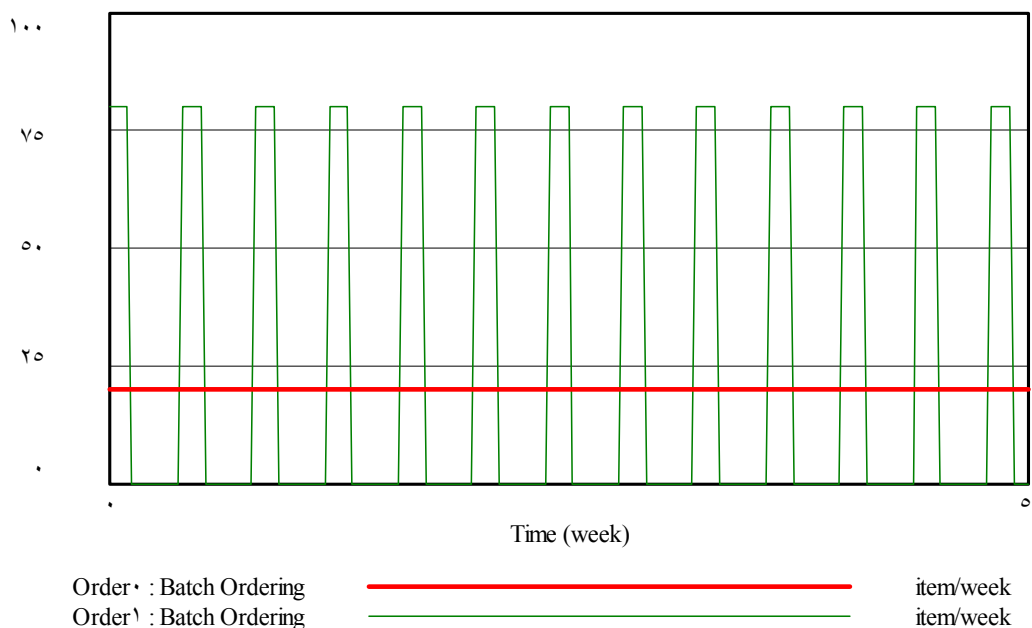 ١٠٠
٧٥
٥٠
٢٥
٠
٠ ٥
Time (week)
Order٠ : Batch Ordering item/week
Order١ : Batch Ordering item/week